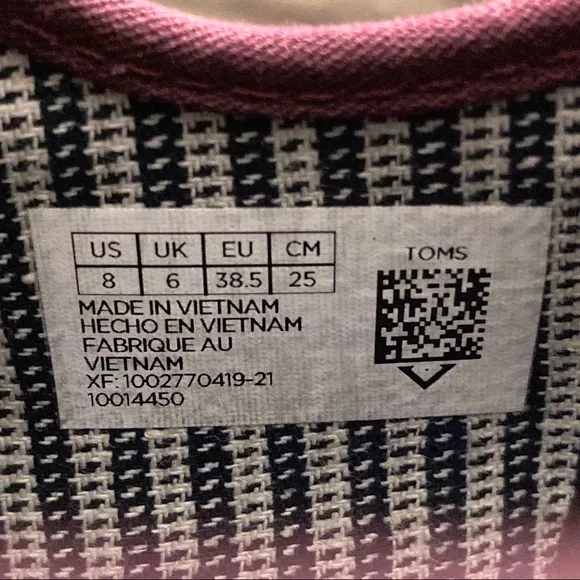 US UK EU CM
8 6 38.5 25
MADE IN VIETNAM
HECHO EN VIETNAM
FABRIQUE AU
VIETNAM
XF: 1002770419-21
10014450
TOMS